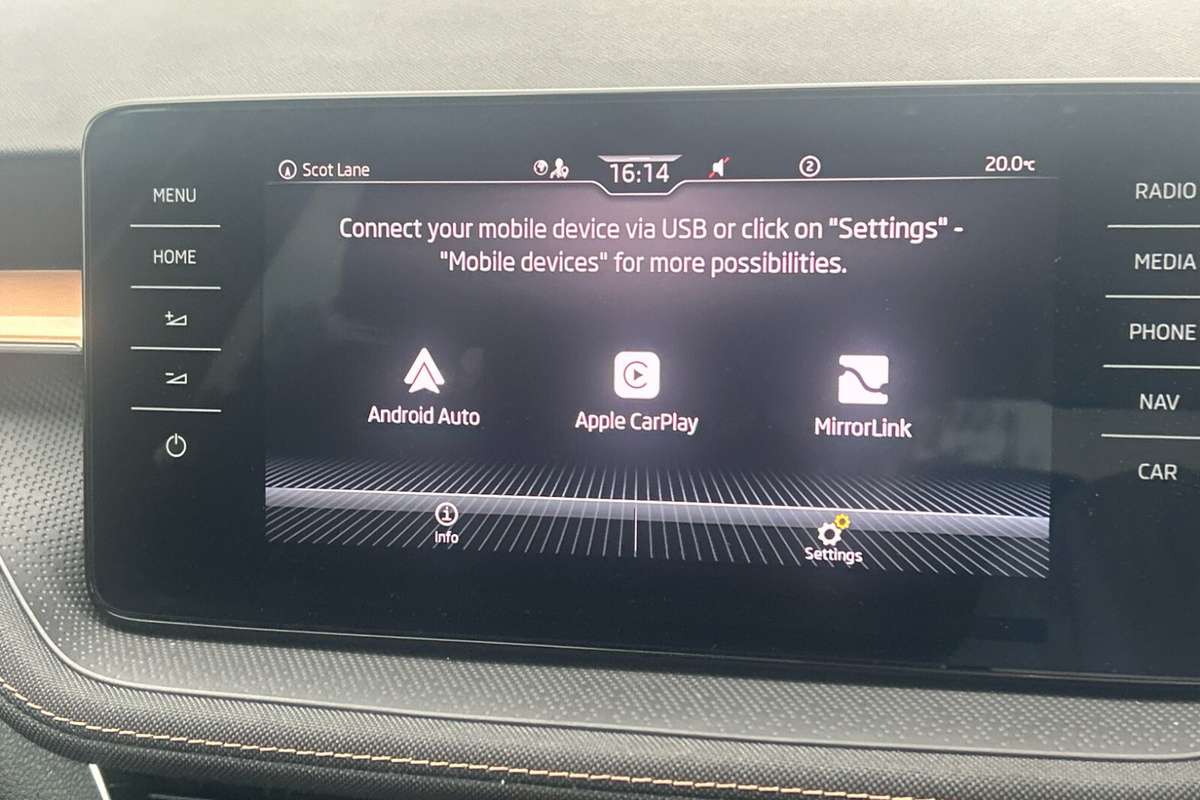 MENU
HOME
Scot Lane
16:14
2
20.0°C
Connect your mobile device via USB or click on "Settings" -
"Mobile devices" for more possibilities.
Android Auto
Apple CarPlay
MirrorLink
Info
Settings
RADIO
MEDIA
PHONE
NAV
CAR